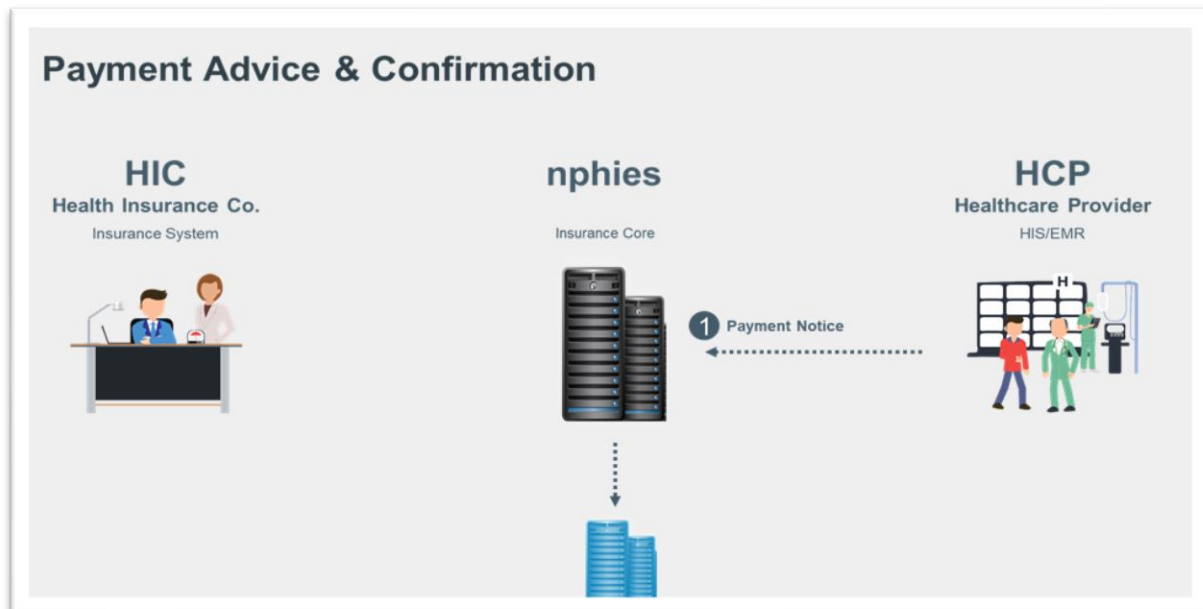 Payment Advice & Confirmation
HIC
Health Insurance Co.
Insurance System
nphies
Insurance Core
HCP
Healthcare Provider
HIS/EMR
H
1 Payment Notice